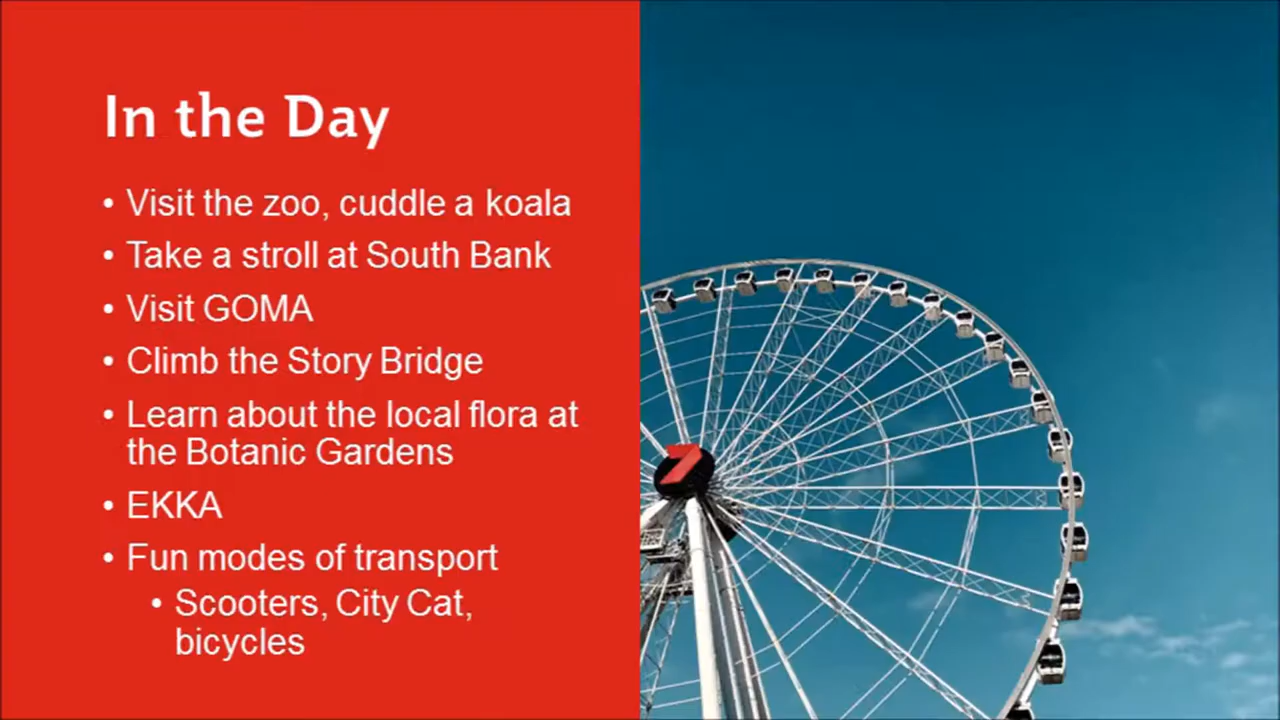 In the Day
• Visit the zoo, cuddle a koala
• Take a stroll at South Bank
• Visit GOMA
• Climb the Story Bridge
• Learn about the local flora at
the Botanic Gardens
• EKKA
• Fun modes of transport
• Scooters, City Cat,
bicycles